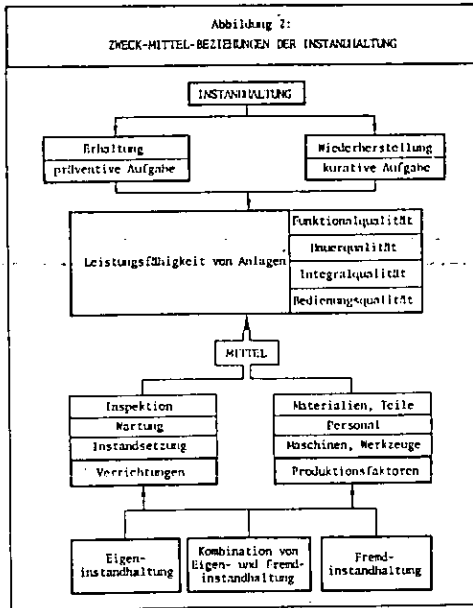 Abbildung 2:
ZWECK-MITTEL-BEZIEHUNGEN DER INSTANDHALTUNG
INSTANDHALTUNG
Erhaltung
präventive Aufgabe
Wiederherstellung
kurative Aufgabe
Leistungsfähigkeit von Anlagen
Funktionalqualität
Dauerqualität
Integralqualität
Bedienungsqualität
MITTEL
Inspektion
Wartung
Instandsetzung
Verrichtungen
Materialien, Teile
Personal
Maschinen, Werkzeuge
Produktionsfaktoren
Eigen-
instandhaltung
Kombination von
Eigen- und Fremd-
instandhaltung
Fremd-
instandhaltung